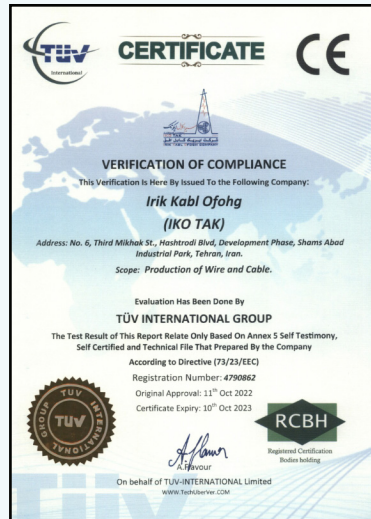 TÜV
International
CERTIFICATE
CE
VERIFICATION OF COMPLIANCE
This Verification Is Here By Issued To the Following Company:
Irik Kabl Ofohg
(IKO TAK)
Address: No. 6, Third Mikhak St., Hashtrodi Blvd, Development Phase, Shams Abad
Industrial Park, Tehran, Iran.
Scope: Production of Wire and Cable.
Evaluation Has Been Done By
TÜV INTERNATIONAL GROUP
The Test Result of This Report Relate Only Based On Annex 5 Self Testimony,
Self Certified and Technical File That Prepared By the Company
According to Directive (73/23/EEC)
Registration Number: 4790862
Original Approval: 11th Oct 2022
Certificate Expiry: 10th Oct 2023
TUV INTERNATIONAL GROUP
TUV
RCBH
Registered Certification
Bodies holding
A.Flavour
On behalf of TUV-INTERNATIONAL Limited
WWW.TechUberVer.COM
TÜV